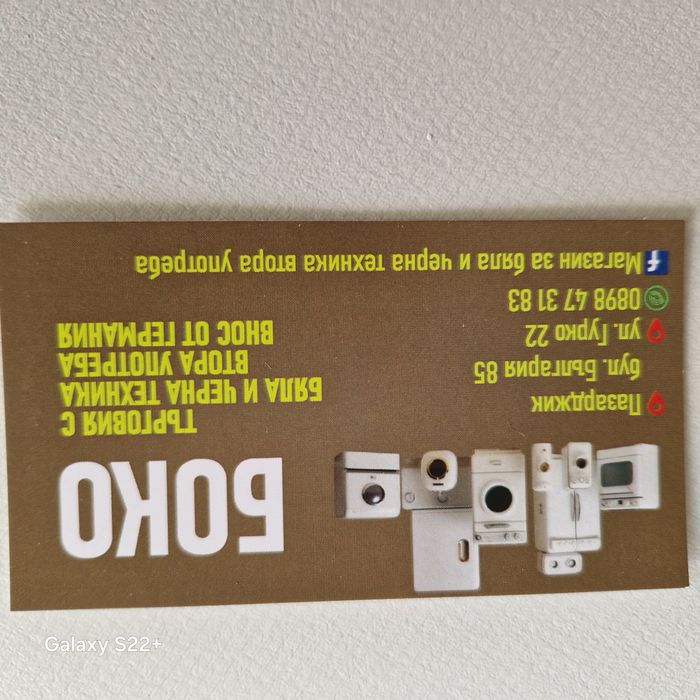 БОКО
ТЪРГОВИЯ С
БЯЛА И ЧЕРНА ТЕХНИКА
ВТОРА УПОТРЕБА
ВНОС ОТ ГЕРМАНИЯ
Пазарджик
бул. България 85
ул. Гурко 22
0898 47 31 83
f Магазин за бяла и черна техника втора употреба
Galaxy S22+